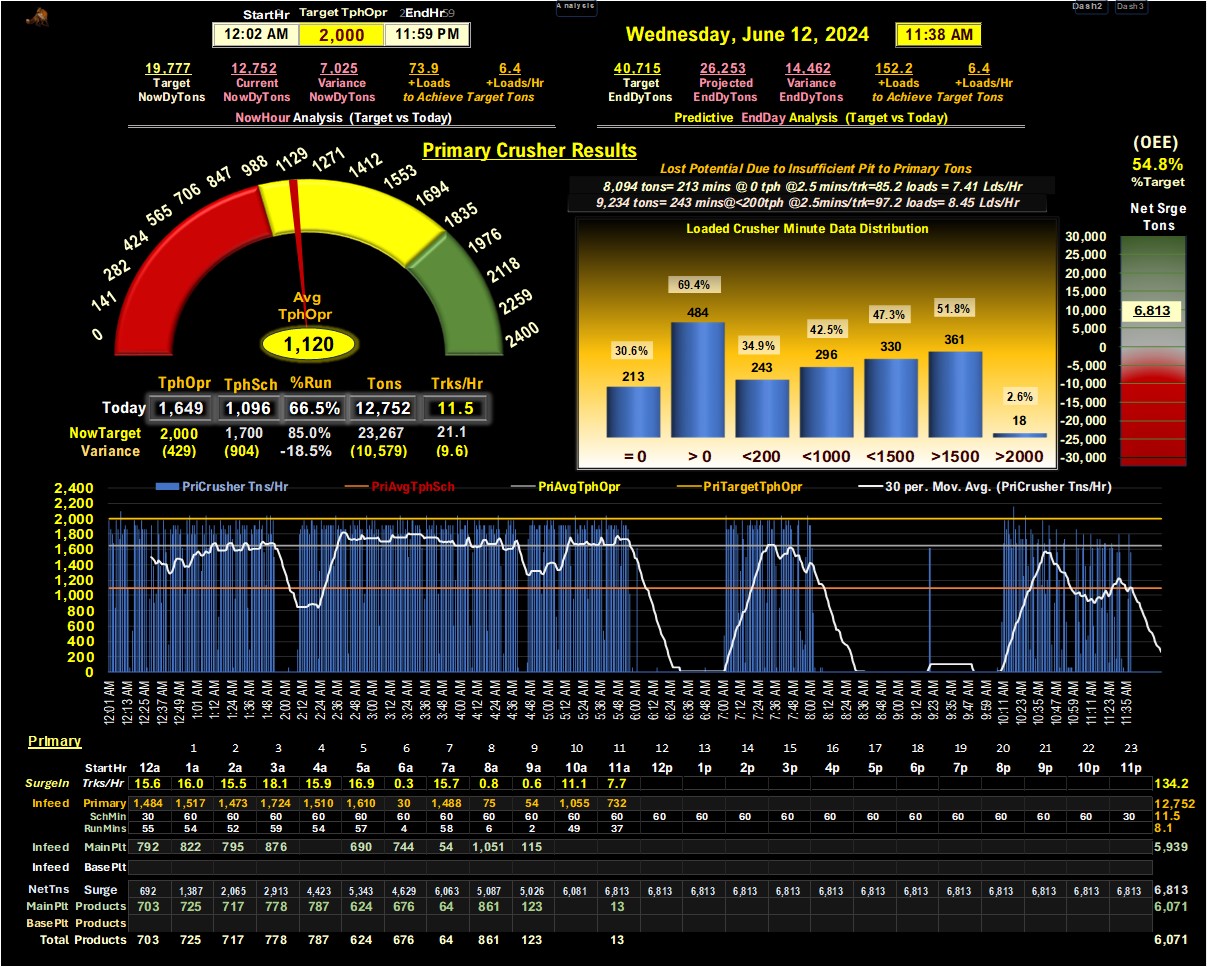 StartHr Target TphOpr EndHr
12:02 AM 2,000 11:59 PM
Analysis
Dash2 Dash3
Wednesday, June 12, 2024 11:38 AM
19,777 12,752 7,025 73.9 6.4
Target Current Variance +Loads +Loads/Hr
NowDyTons NowDyTons NowDyTons to Achieve Target Tons
NowHour Analysis (Target vs Today)
40,715 26,253 14,462 152.2 6.4
Target Projected Variance +Loads +Loads/Hr
EndDyTons EndDyTons EndDyTons to Achieve Target Tons
Predictive EndDay Analysis (Target vs Today)
Primary Crusher Results
0 141 282 424 565 706 847 988 1129 1271 1412 1553 1694 1835 1976 2118 2259 2400
Avg
TphOpr
1,120
TphOpr TphSch %Run Tons Trks/Hr
Today 1,649 1,096 66.5% 12,752 11.5
NowTarget 2,000 1,700 85.0% 23,267 21.1
Variance (429) (904) -18.5% (10,579) (9.6)
Lost Potential Due to Insufficient Pit to Primary Tons
8,094 tons= 213 mins @ 0 tph @2.5 mins/trk=85.2 loads = 7.41 Lds/Hr
9,234 tons= 243 mins@<200tph @2.5mins/trk=97.2 loads= 8.45 Lds/Hr
Loaded Crusher Minute Data Distribution
30.6% 69.4% 34.9% 42.5% 47.3% 51.8% 2.6%
213 484 243 296 330 361 18
= 0 > 0 <200 <1000 <1500 >1500 >2000
(OEE)
54.8%
%Target
Net Srge
Tons
30,000
25,000
20,000
15,000
10,000
5,000
0
-5,000
-10,000
-15,000
-20,000
-25,000
-30,000
6,813
PriCrusher Tns/Hr PriAvgTphSch PriAvgTphOpr PriTargetTphOpr 30 per. Mov. Avg. (PriCrusher Tns/Hr)
2,400
2,200
2,000
1,800
1,600
1,400
1,200
1,000
800
600
400
200
0
12:01 AM 12:13 AM 12:25 AM 12:37 AM 12:49 AM 1:01 AM 1:12 AM 1:24 AM 1:36 AM 1:48 AM 2:00 AM 2:12 AM 2:24 AM 2:36 AM 2:48 AM 3:00 AM 3:12 AM 3:24 AM 3:36 AM 3:48 AM 4:00 AM 4:12 AM 4:24 AM 4:36 AM 4:48 AM 5:00 AM 5:12 AM 5:24 AM 5:36 AM 5:48 AM 6:00 AM 6:12 AM 6:24 AM 6:36 AM 6:48 AM 7:00 AM 7:12 AM 7:24 AM 7:36 AM 7:48 AM 8:00 AM 8:12 AM 8:24 AM 8:36 AM 8:48 AM 9:00 AM 9:12 AM 9:23 AM 9:35 AM 9:47 AM 9:59 AM 10:11 AM 10:23 AM 10:35 AM 10:47 AM 10:59 AM 11:11 AM 11:23 AM 11:35 AM
Primary
1 2 3 4 5 6 7 8 9 10 11 12 13 14 15 16 17 18 19 20 21 22 23
StartHr 12a 1a 2a 3a 4a 5a 6a 7a 8a 9a 10a 11a 12p 1p 2p 3p 4p 5p 6p 7p 8p 9p 10p 11p
SurgeIn Trks/Hr 15.6 16.0 15.5 18.1 15.9 16.9 0.3 15.7 0.8 0.6 11.1 7.7 134.2
Infeed Primary 1,484 1,517 1,473 1,724 1,510 1,610 30 1,488 75 54 1,055 732 12,752
SchMin 30 60 60 60 60 60 60 60 60 60 60 60 60 60 60 60 60 60 60 60 60 60 60 30 11.5
RunMins 55 54 52 59 54 57 4 58 6 2 49 37 8.1
Infeed MainPlt 792 822 795 876 690 744 54 1,051 115 5,939
Infeed BasePlt
NetTns Surge 692 1,387 2,065 2,913 4,423 5,343 4,629 6,063 5,087 5,026 6,081 6,813 6,813 6,813 6,813 6,813 6,813 6,813 6,813 6,813 6,813 6,813 6,813 6,813 6,813
MainPlt Products 703 725 717 778 787 624 676 64 861 123 13 6,071
BasePlt Products
Total Products 703 725 717 778 787 624 676 64 861 123 13 6,071